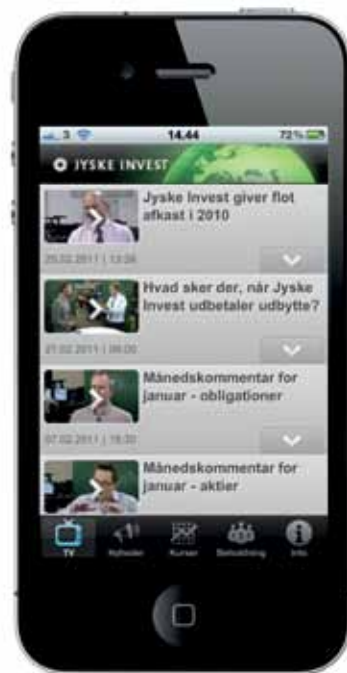 3 14.44 72%
JYSKE INVEST
Jyske Invest giver flot
afkast i 2010
25.02.2011 | 13:06
Hvad sker der, når Jyske
Invest udbetaler udbytte?
21.02.2011 | 09:00
Månedskommentar for
januar - obligationer
07.02.2011 | 16:30
Månedskommentar for
januar - aktier
TV Nyheder Kurser Beholdning Info